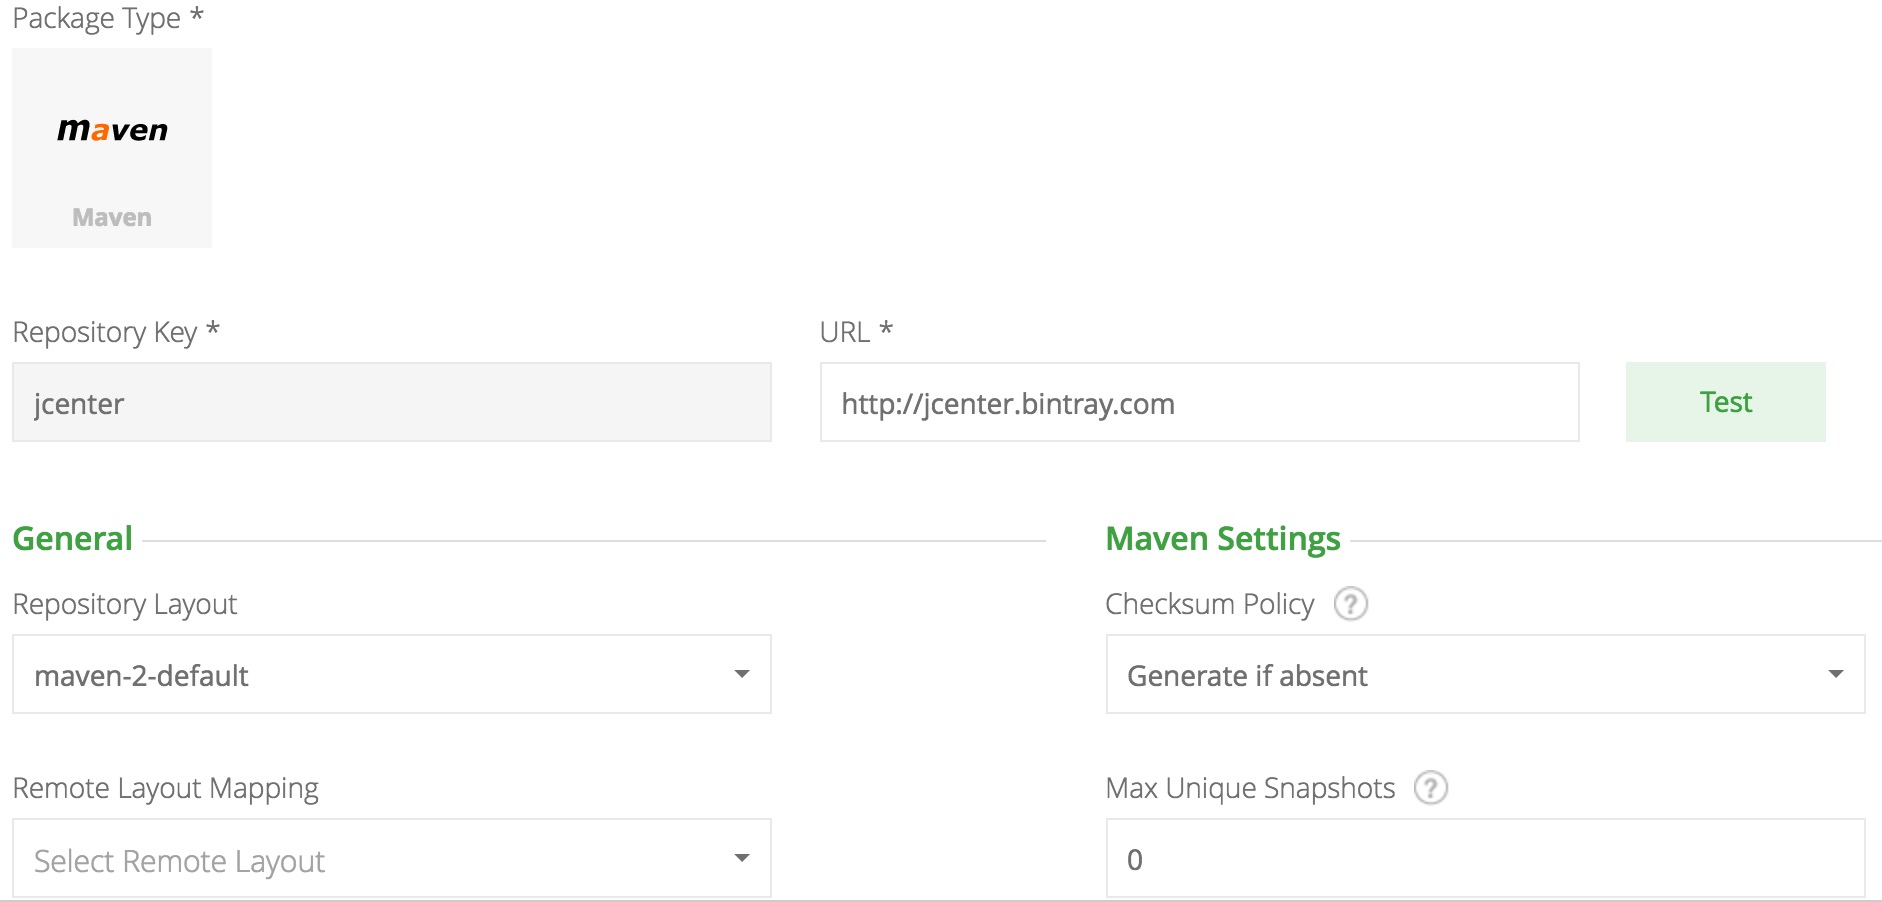 Package Type *
maven
Maven
Repository Key *
URL *
jcenter
http://jcenter.bintray.com
Test
General
Maven Settings
Repository Layout
Checksum Policy ?
maven-2-default
Generate if absent
Remote Layout Mapping
Max Unique Snapshots ?
Select Remote Layout
0